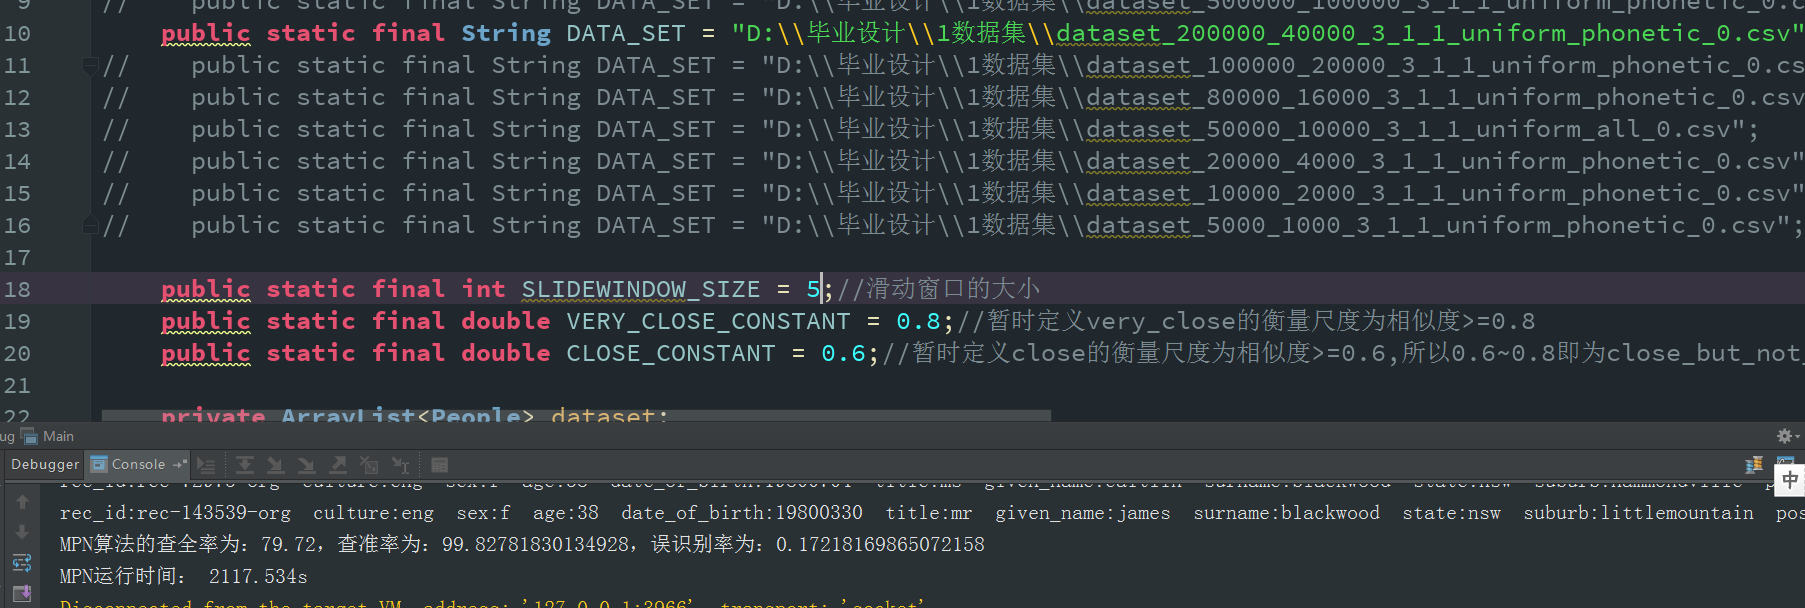 9 //    public static final String DATA_SET = "D:\\毕业设计\\1数据集\\dataset_500000_100000_3_1_1_uniform_phonetic_0.c
10     public static final String DATA_SET = "D:\\毕业设计\\1数据集\\dataset_200000_40000_3_1_1_uniform_phonetic_0.csv"
11 //    public static final String DATA_SET = "D:\\毕业设计\\1数据集\\dataset_100000_20000_3_1_1_uniform_phonetic_0.cs
12 //    public static final String DATA_SET = "D:\\毕业设计\\1数据集\\dataset_80000_16000_3_1_1_uniform_phonetic_0.csv
13 //    public static final String DATA_SET = "D:\\毕业设计\\1数据集\\dataset_50000_10000_3_1_1_uniform_all_0.csv";
14 //    public static final String DATA_SET = "D:\\毕业设计\\1数据集\\dataset_20000_4000_3_1_1_uniform_phonetic_0.csv"
15 //    public static final String DATA_SET = "D:\\毕业设计\\1数据集\\dataset_10000_2000_3_1_1_uniform_phonetic_0.csv"
16 //    public static final String DATA_SET = "D:\\毕业设计\\1数据集\\dataset_5000_1000_3_1_1_uniform_phonetic_0.csv";
17
18     public static final int SLIDEWINDOW_SIZE = 5;//滑动窗口的大小
19     public static final double VERY_CLOSE_CONSTANT = 0.8;//暂时定义very_close的衡量尺度为相似度>=0.8
20     public static final double CLOSE_CONSTANT = 0.6;//暂时定义close的衡量尺度为相似度>=0.6,所以0.6~0.8即为close_but_not_
21
22     private ArrayList<People> dataset;
ug Main
Debugger Console
中
rec_id:rec-143539-org  culture:eng  sex:f  age:38  date_of_birth:19800330  title:mr  given_name:james  surname:blackwood  state:nsw  suburb:littlemountain  pos
MPN算法的查全率为: 79.72, 查准率为: 99.82781830134928, 误识别率为: 0.17218169865072158
MPN运行时间:  2117.534s
Disconnected from the target VM, address: '127.0.0.1:3966', transport: 'socket'